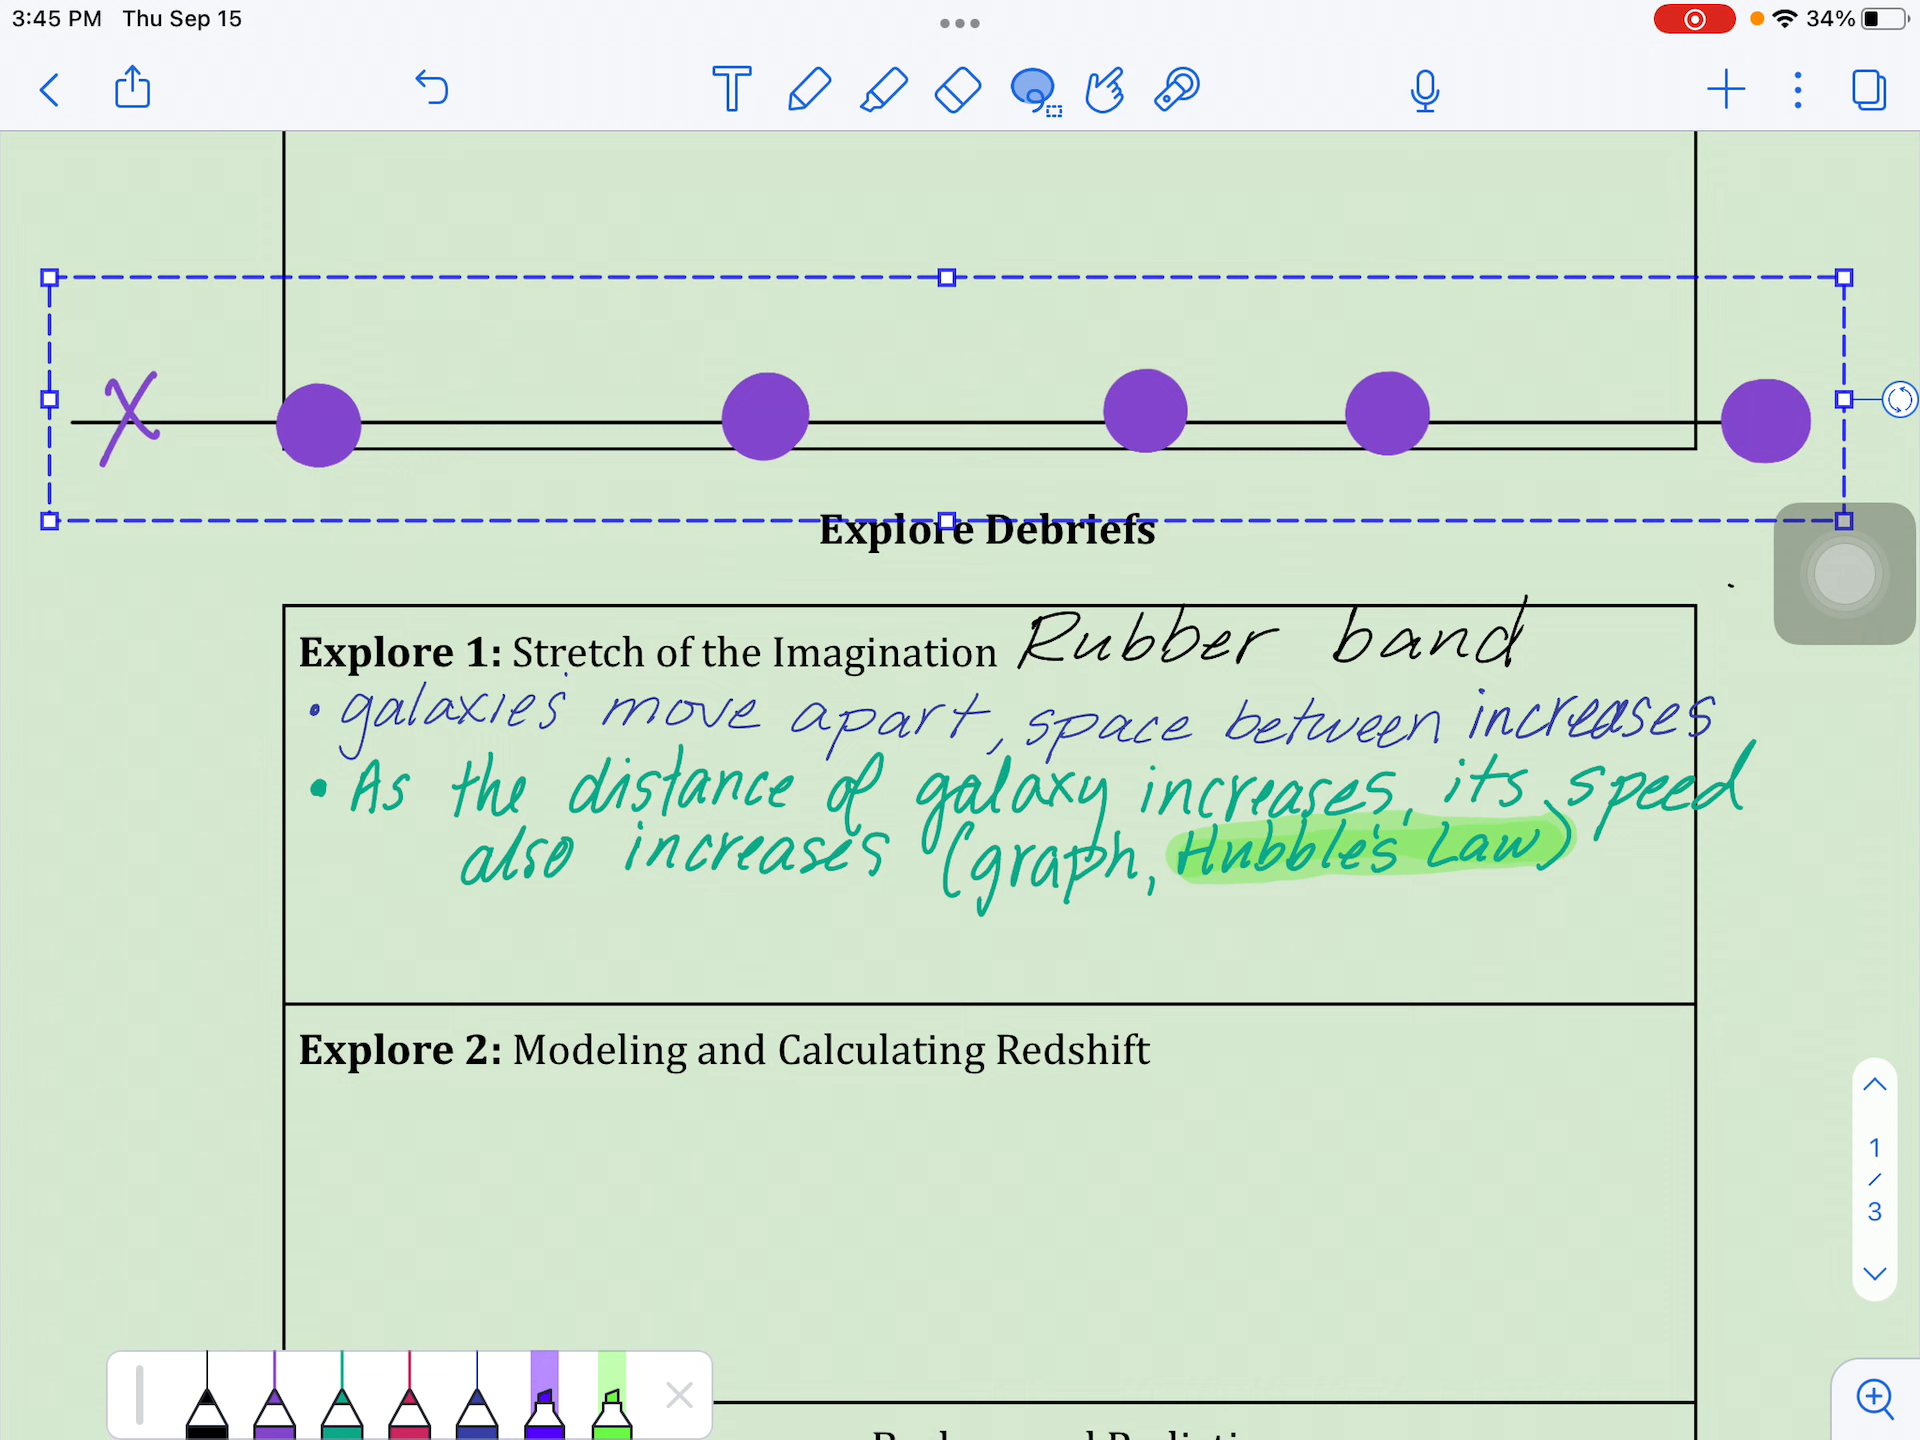 3:45 PM Thu Sep 15
34%
T
X
Explore Debriefs
Explore 1: Stretch of the Imagination Rubber band
• galaxies move apart, space between increases
• As the distance of galaxy increases, its speed
also increases (graph, Hubble's Law)
Explore 2: Modeling and Calculating Redshift
1
/
3